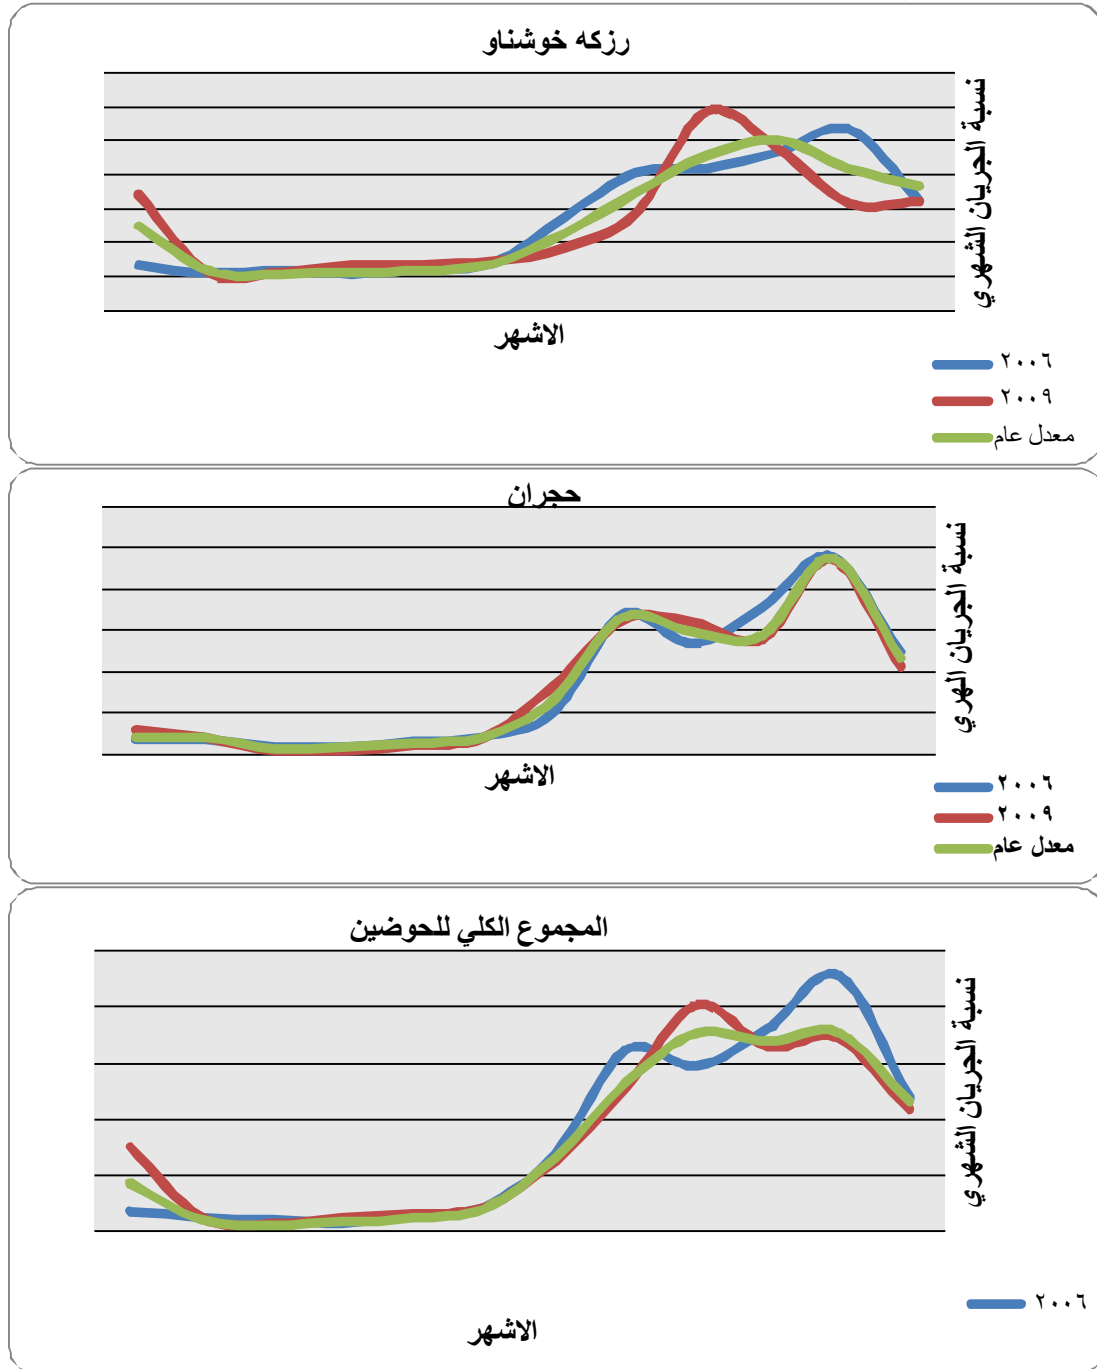 رزكه خوشناو
نسبة الجريان الشهري
الاشهر
٢٠٠٦
٢٠٠٩
معدل عام
حجران
نسبة الجريان الهري
الاشهر
٢٠٠٦
٢٠٠٩
معدل عام
المجموع الكلي للحوضين
نسبة الجريان الشهري
٢٠٠٦
الاشهر